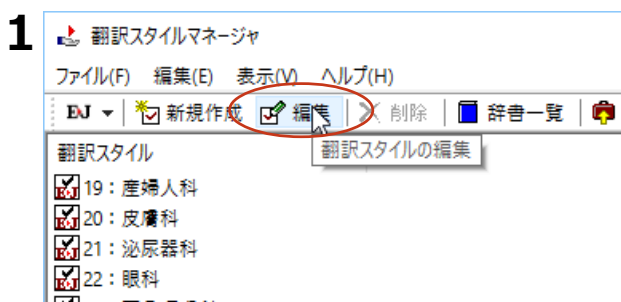 1
翻訳スタイルマネージャ
ファイル(F) 編集(E) 表示(V) ヘルプ(H)
EJ 新規作成 編集 削除 辞書一覧
翻訳スタイル
翻訳スタイルの編集
19：産婦人科
20：皮膚科
21：泌尿器科
22：眼科